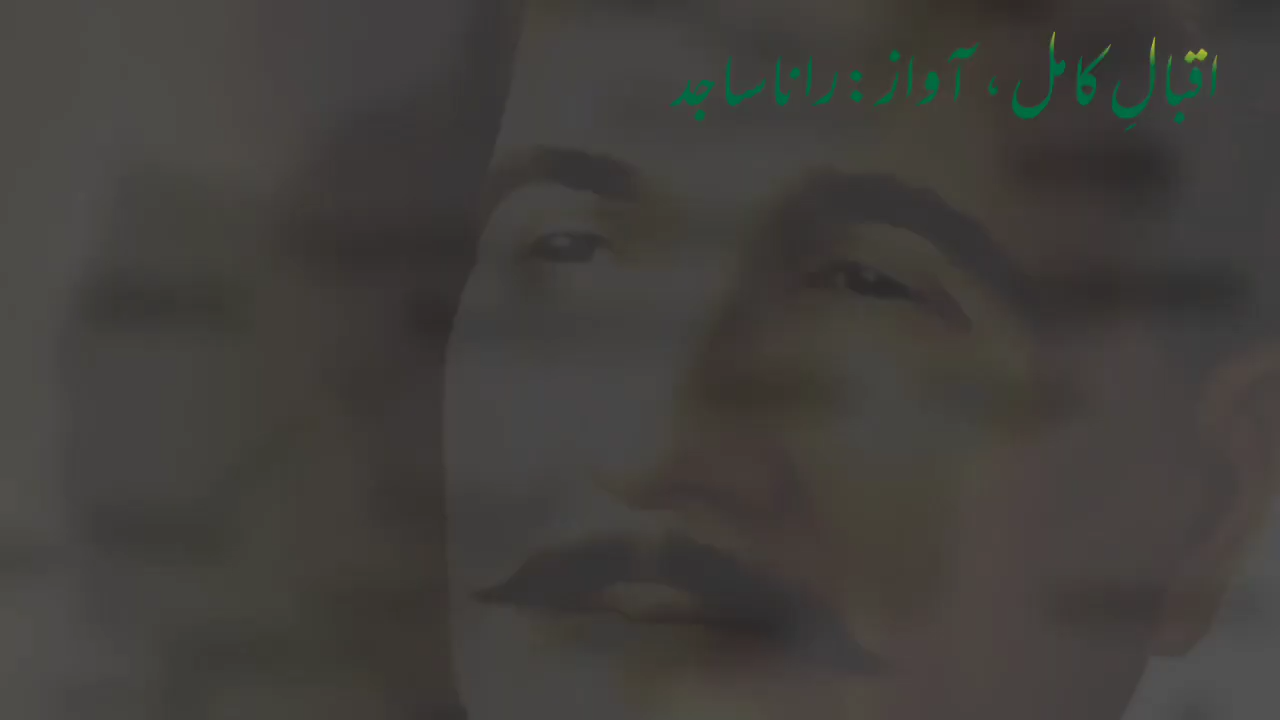 اقبالِ کامل ، آواز : رانا ساجد